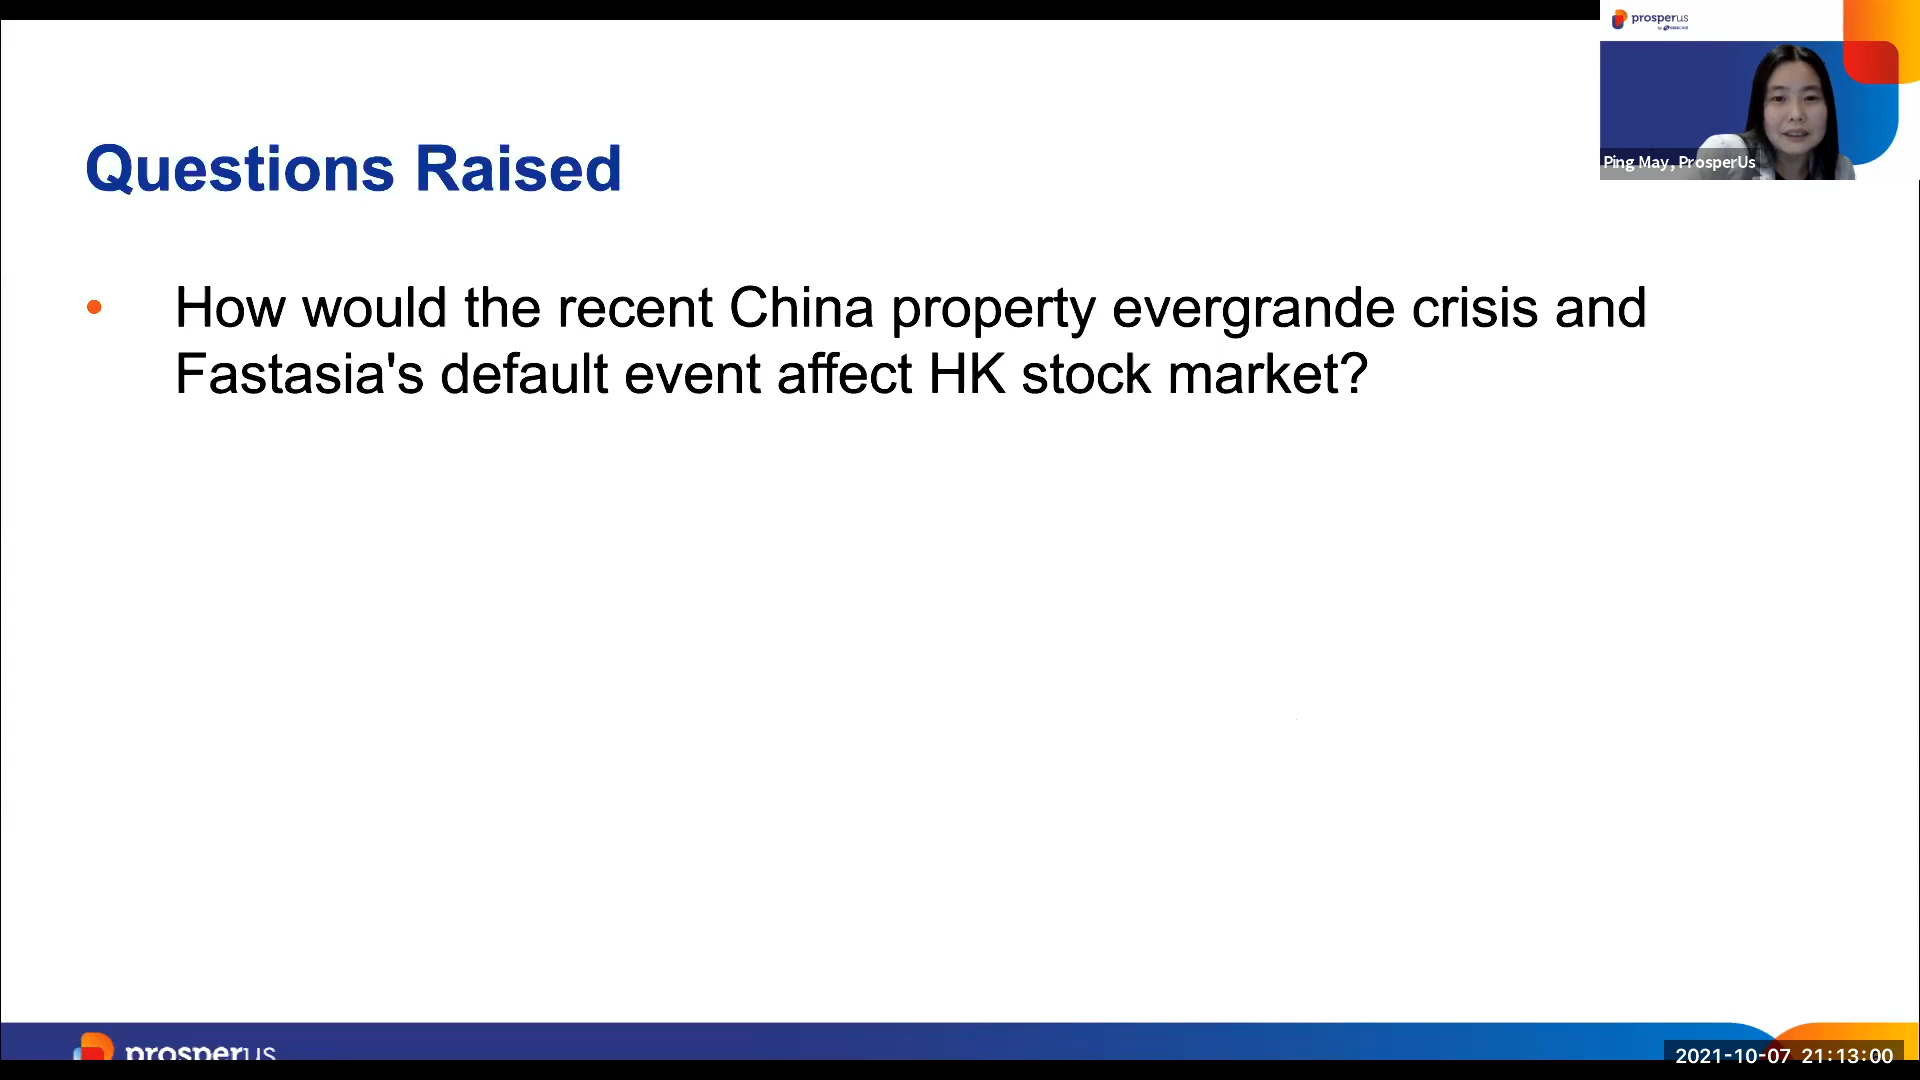 prosperus
Ping May, ProsperUs
Questions Raised
• How would the recent China property evergrande crisis and
Fastasia's default event affect HK stock market?
prosperus
2021-10-07 21:13:00